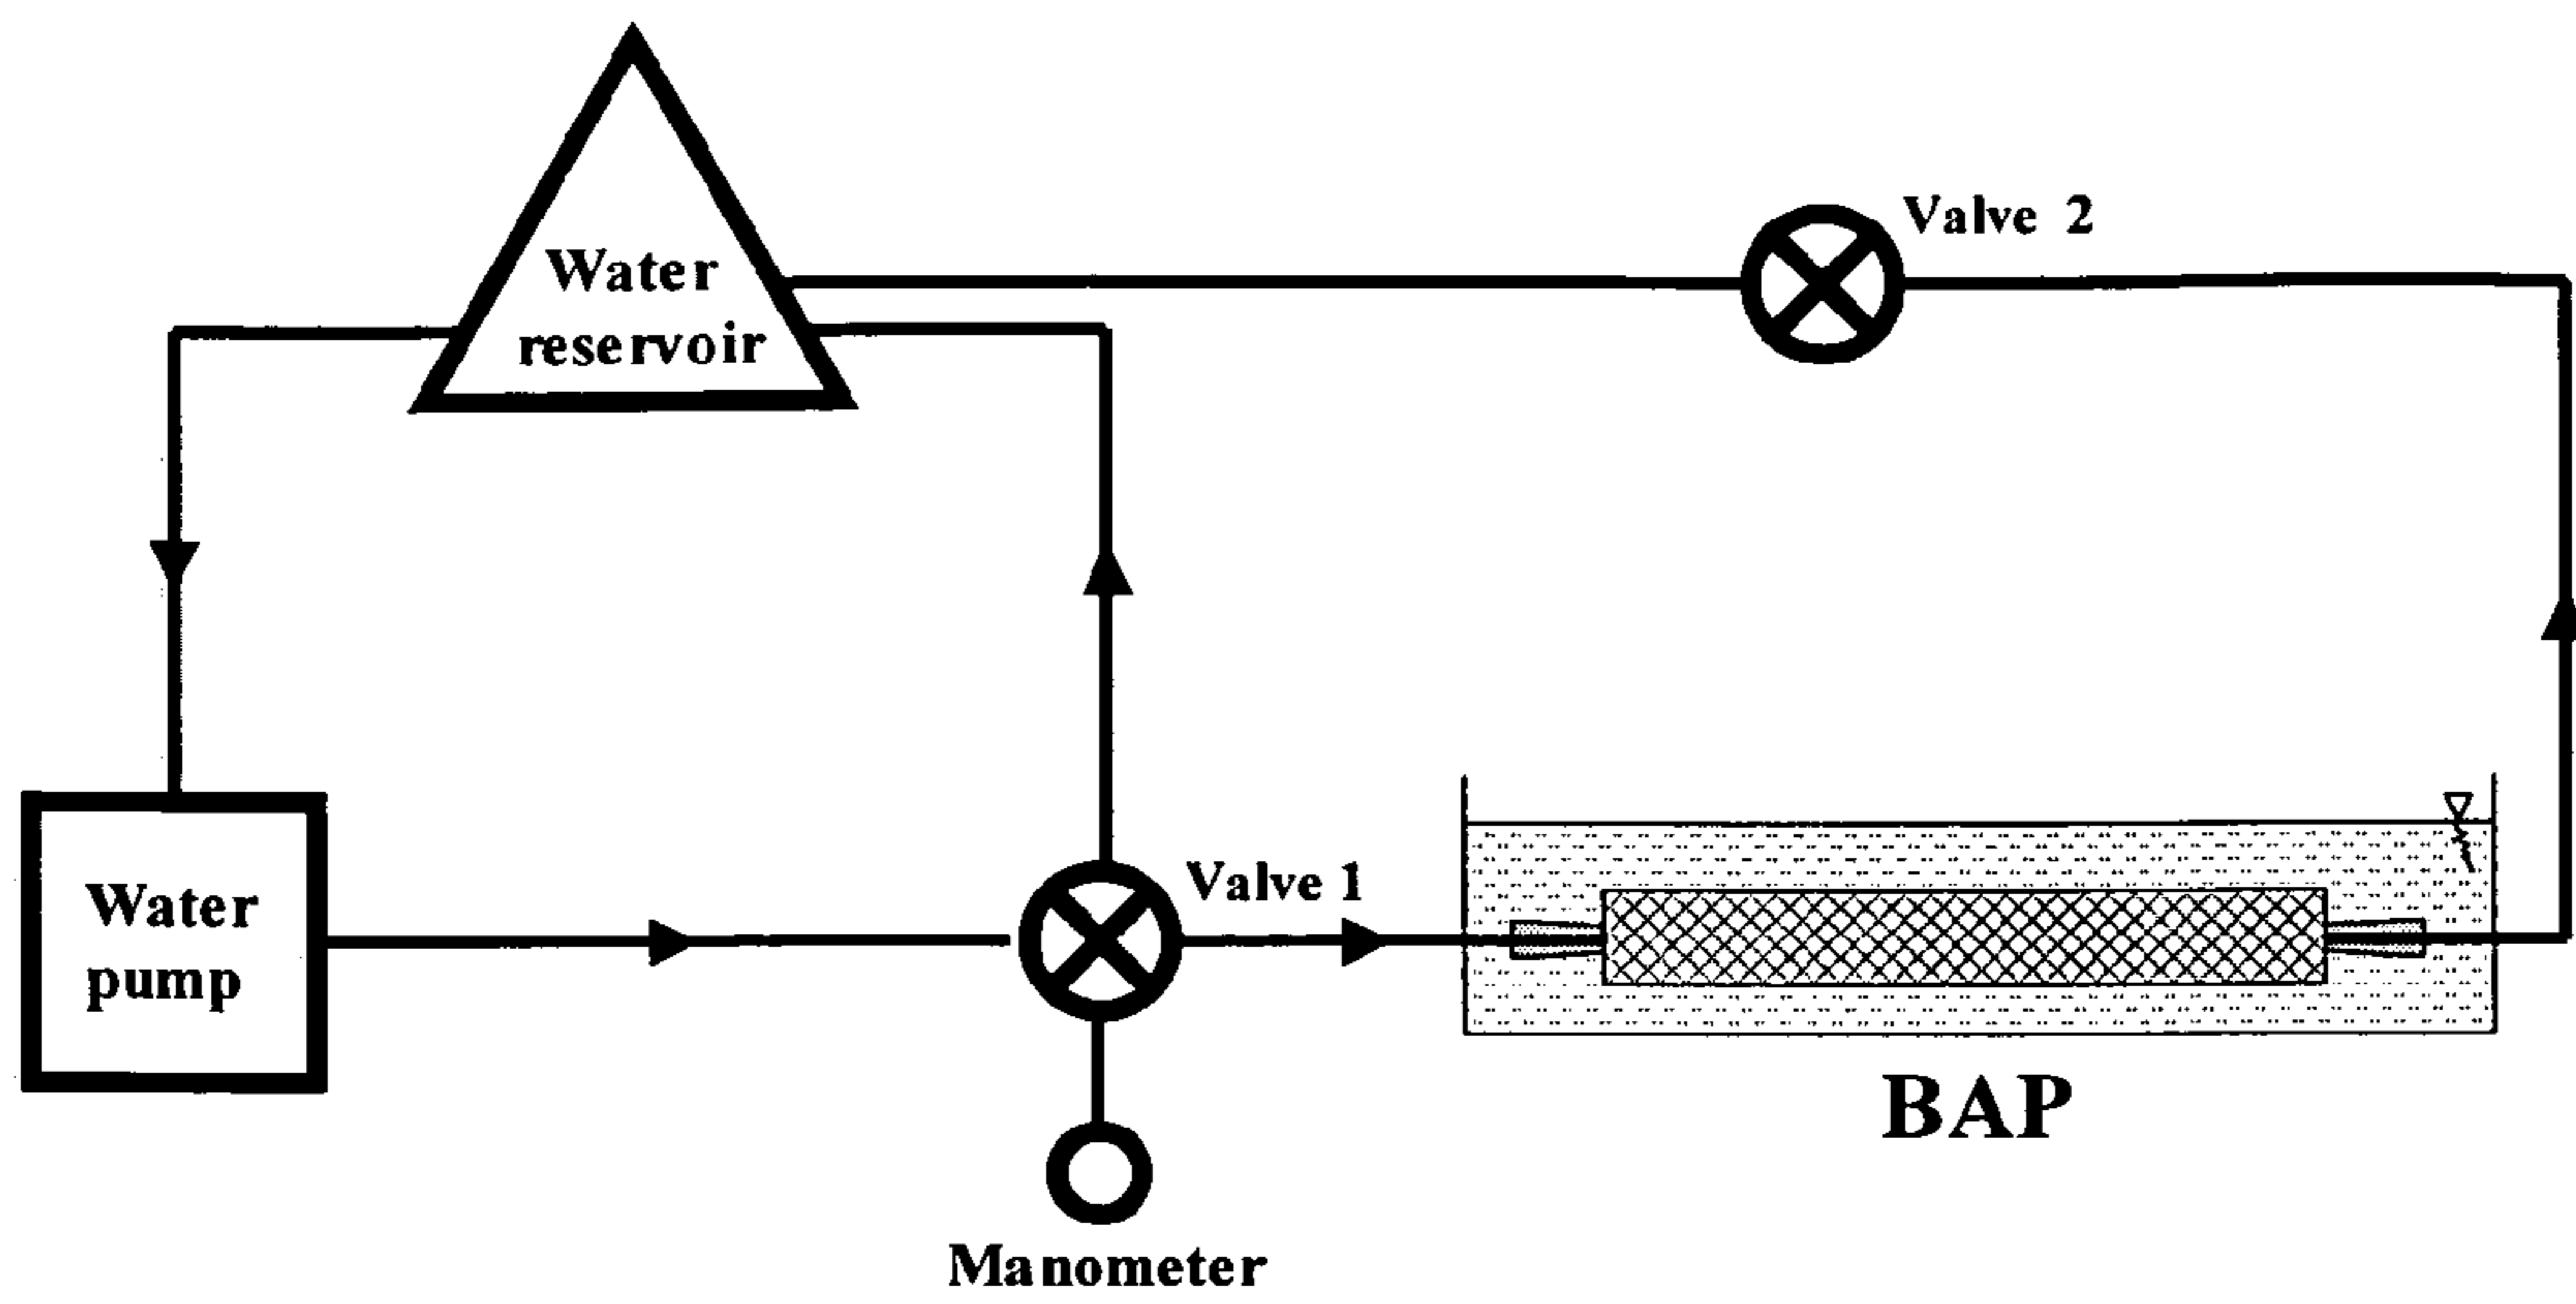 Water
reservoir
Valve 2
Water
pump
Valve 1
BAP
Manometer